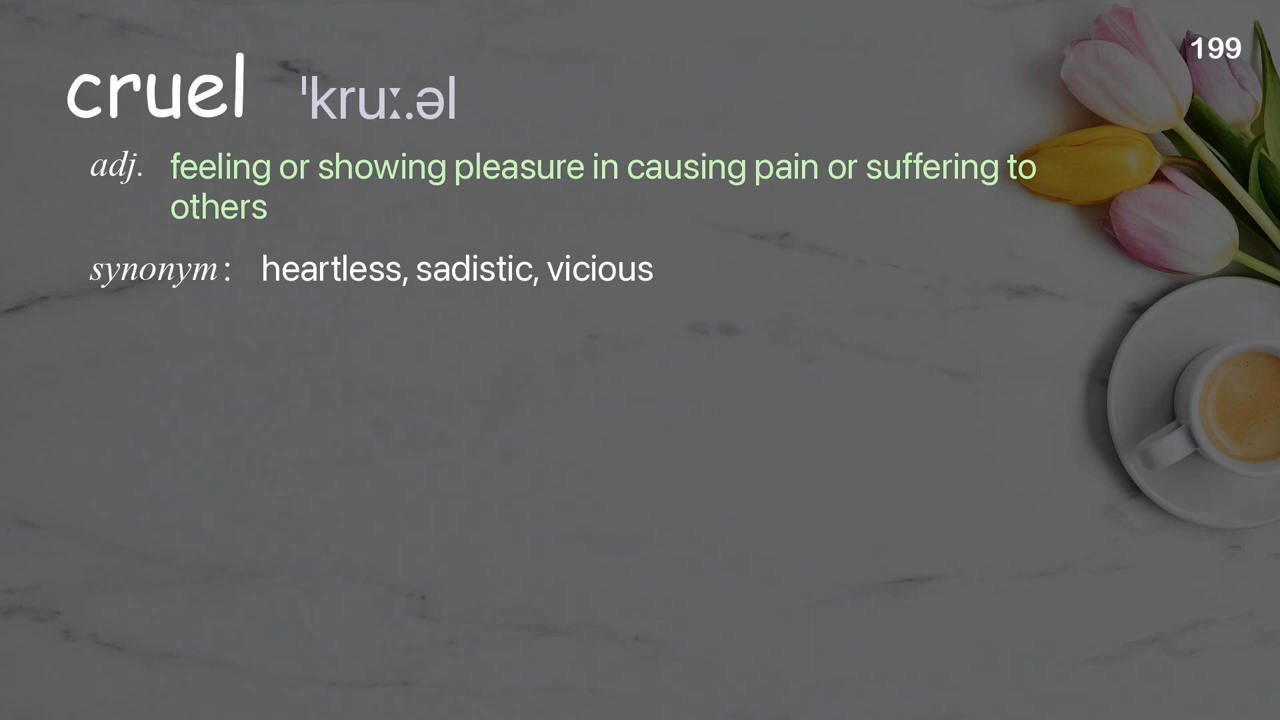 199
cruel ˈkruː.əl
adj. feeling or showing pleasure in causing pain or suffering to
others
synonym: heartless, sadistic, vicious